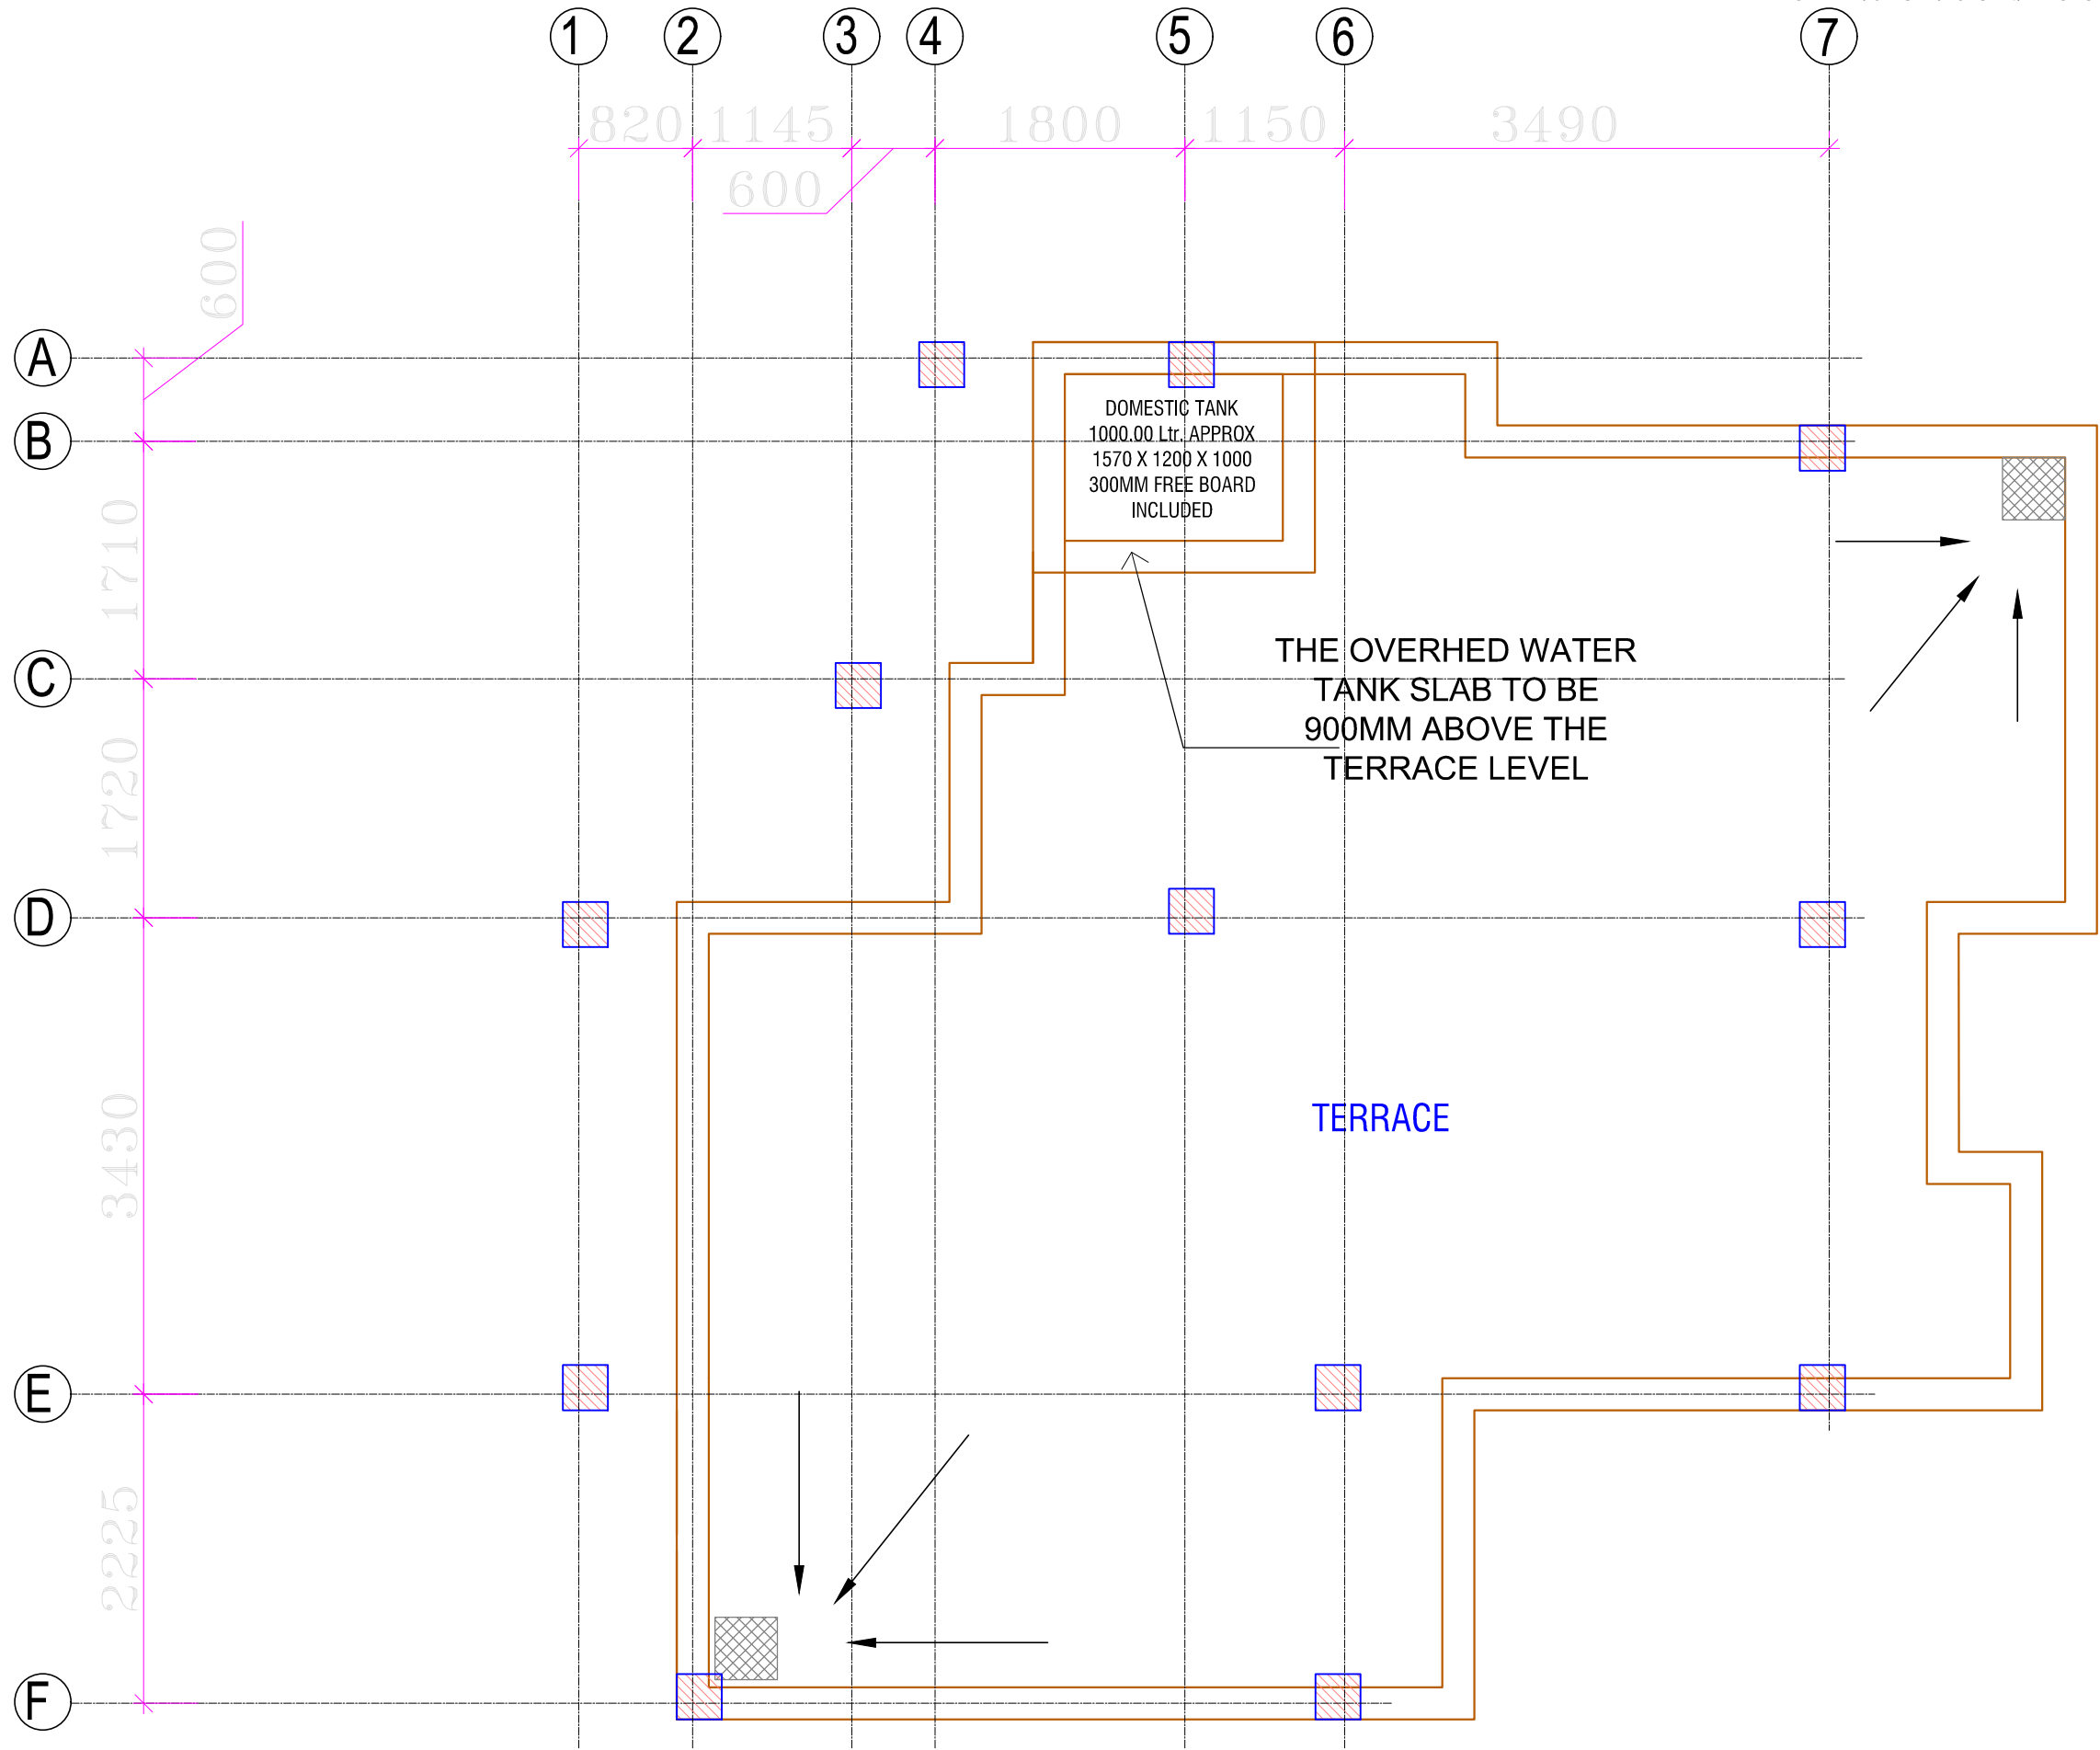 1 2 3 4 5 6 7
820 1145 1800 1150 3490
600
600
A
B
DOMESTIC TANK
1000.00 Ltr. APPROX
1570 X 1200 X 1000
300MM FREE BOARD
INCLUDED
1710
C
THE OVERHED WATER
TANK SLAB TO BE
900MM ABOVE THE
TERRACE LEVEL
1720
D
TERRACE
3430
E
2225
F